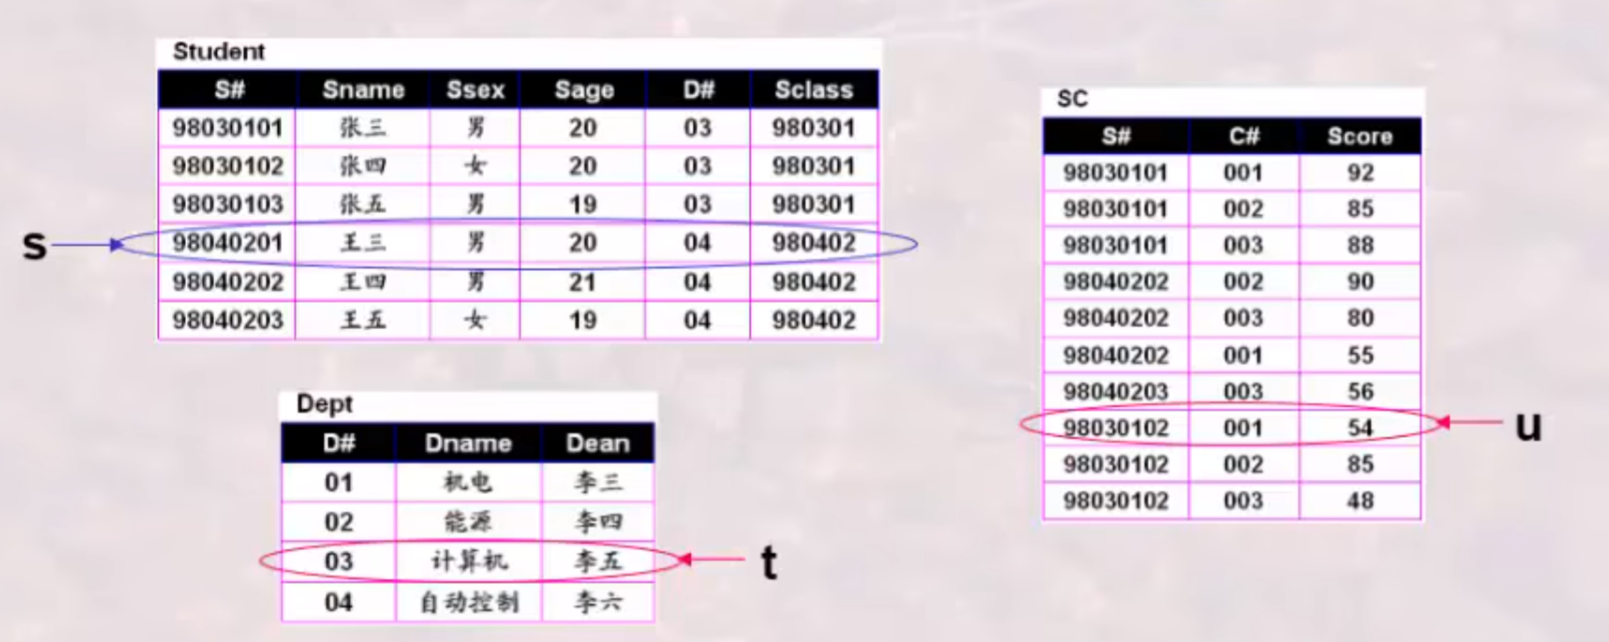 Student
S# Sname Ssex Sage D# Sclass
98030101 张三 男 20 03 980301
98030102 张四 女 20 03 980301
98030103 张五 男 19 03 980301
s
98040201 王三 男 20 04 980402
98040202 王四 男 21 04 980402
98040203 王五 女 19 04 980402
SC
S# C# Score
98030101 001 92
98030101 002 85
98030101 003 88
98040202 002 90
98040202 003 80
98040202 001 55
98040203 003 56
98030102 001 54
u
98030102 002 85
98030102 003 48
Dept
D# Dname Dean
01 机电 李三
02 能源 李四
03 计算机 李五
t
04 自动控制 李六